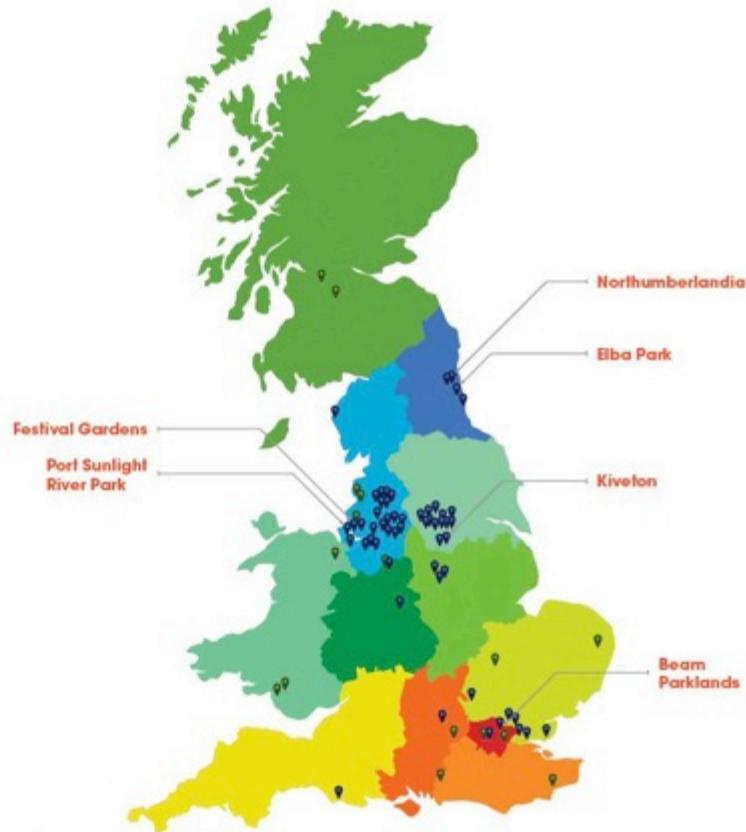 Northumberlandia
Elba Park
Festival Gardens
Port Sunlight
River Park
Kiveton
Beam
Parklands